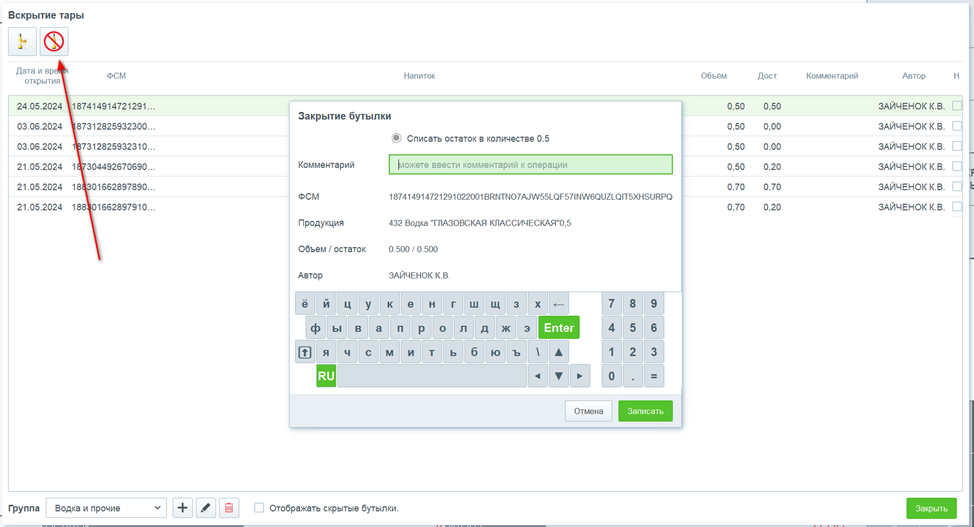 Вскрытие тары
Дата и время открытия ФСМ Напиток Объём Дост. Комментарий Автор Н
24.05.2024 187414914721291... 0,50 0,50 ЗАЙЧЕНОК К.В.
03.06.2024 187312825932300... 0,50 0,00 ЗАЙЧЕНОК К.В.
03.06.2024 187312825932310... 0,50 0,00 ЗАЙЧЕНОК К.В.
21.05.2024 187304492670690... 0,50 0,20 ЗАЙЧЕНОК К.В.
21.05.2024 188301662897890... 0,70 0,70 ЗАЙЧЕНОК К.В.
21.05.2024 188301662897910... 0,70 0,20 ЗАЙЧЕНОК К.В.
Закрытие бутылки
Списать остаток в количестве 0.5
Комментарий можете ввести комментарий к операции
ФСМ 187414914721291022001BRNTNO7AJW55LQF57INW6QUZLQIT5XHSURPQ
Продукция 432 Водка "ГЛАЗОВСКАЯ КЛАССИЧЕСКАЯ"0,5
Объем / остаток 0.500 / 0.500
Автор ЗАЙЧЕНОК К.В.
ё й ц у к е н г ш щ з х ← 7 8 9
ф ы в а п р о л д ж э Enter 4 5 6
я ч с м и т ь б ю ъ \ ▲ 1 2 3
RU ◄ ▼ ► 0 . =
Отмена Записать
Группа Водка и прочие Отображать скрытые бутылки. Закрыть